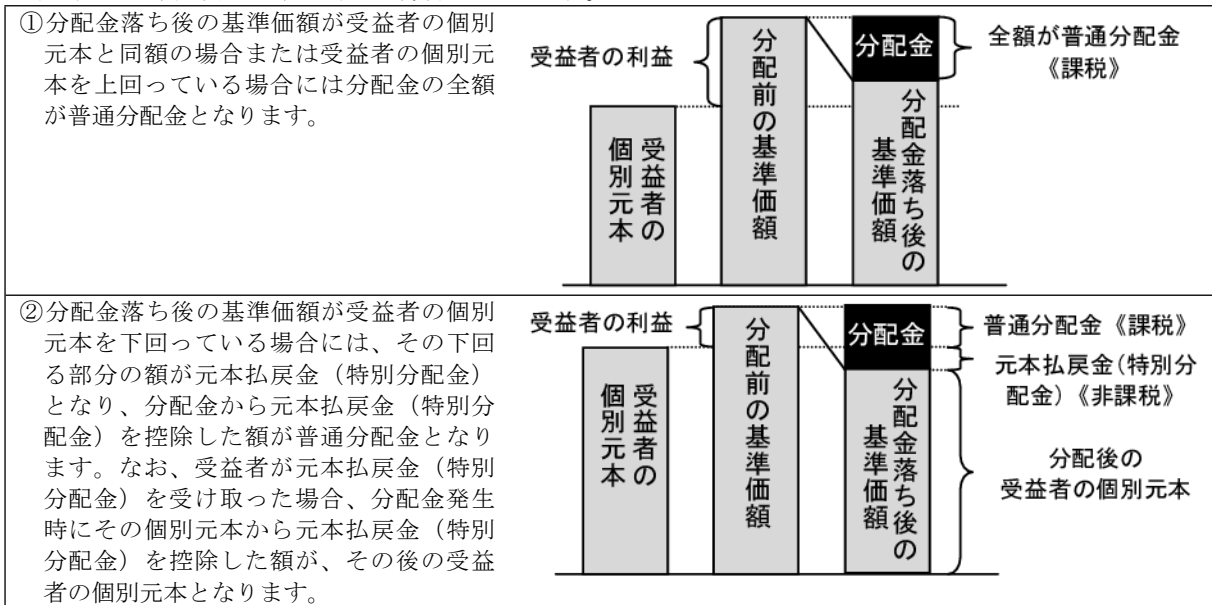 ①分配金落ち後の基準価額が受益者の個別
元本と同額の場合または受益者の個別元
本を上回っている場合には分配金の全額
が普通分配金となります。
受益者の利益
受益者の
個別元本
分配前の基準価額
分配金
分配金落ち後の
基準価額
全額が普通分配金
《課税》
②分配金落ち後の基準価額が受益者の個別
元本を下回っている場合には、その下回
る部分の額が元本払戻金（特別分配金）
となり、分配金から元本払戻金（特別分
配金）を控除した額が普通分配金となり
ます。なお、受益者が元本払戻金（特別
分配金）を受け取った場合、分配金発生
時にその個別元本から元本払戻金（特別
分配金）を控除した額が、その後の受益
者の個別元本となります。
受益者の利益
受益者の
個別元本
分配前の基準価額
分配金
分配金落ち後の
基準価額
普通分配金《課税》
元本払戻金（特別分
配金）《非課税》
分配後の
受益者の個別元本